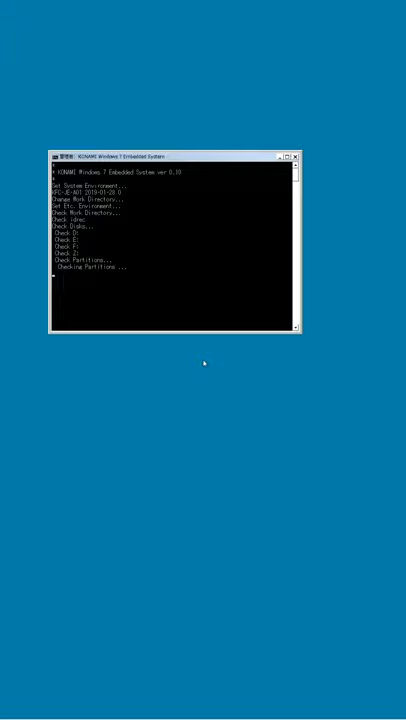 管理者: KONAMI Windows 7 Embedded System
#
# KONAMI Windows 7 Embedded System ver 0.10
#
Set System Environment...
KFC-JE-A01 2019-01-28 0
Change Work Directory...
Set Etc. Environment...
Check Work Directory...
Check idrec
Check Disks...
Check D:
Check E:
Check F:
Check Z:
Check Partitions...
Checking Partitions ...